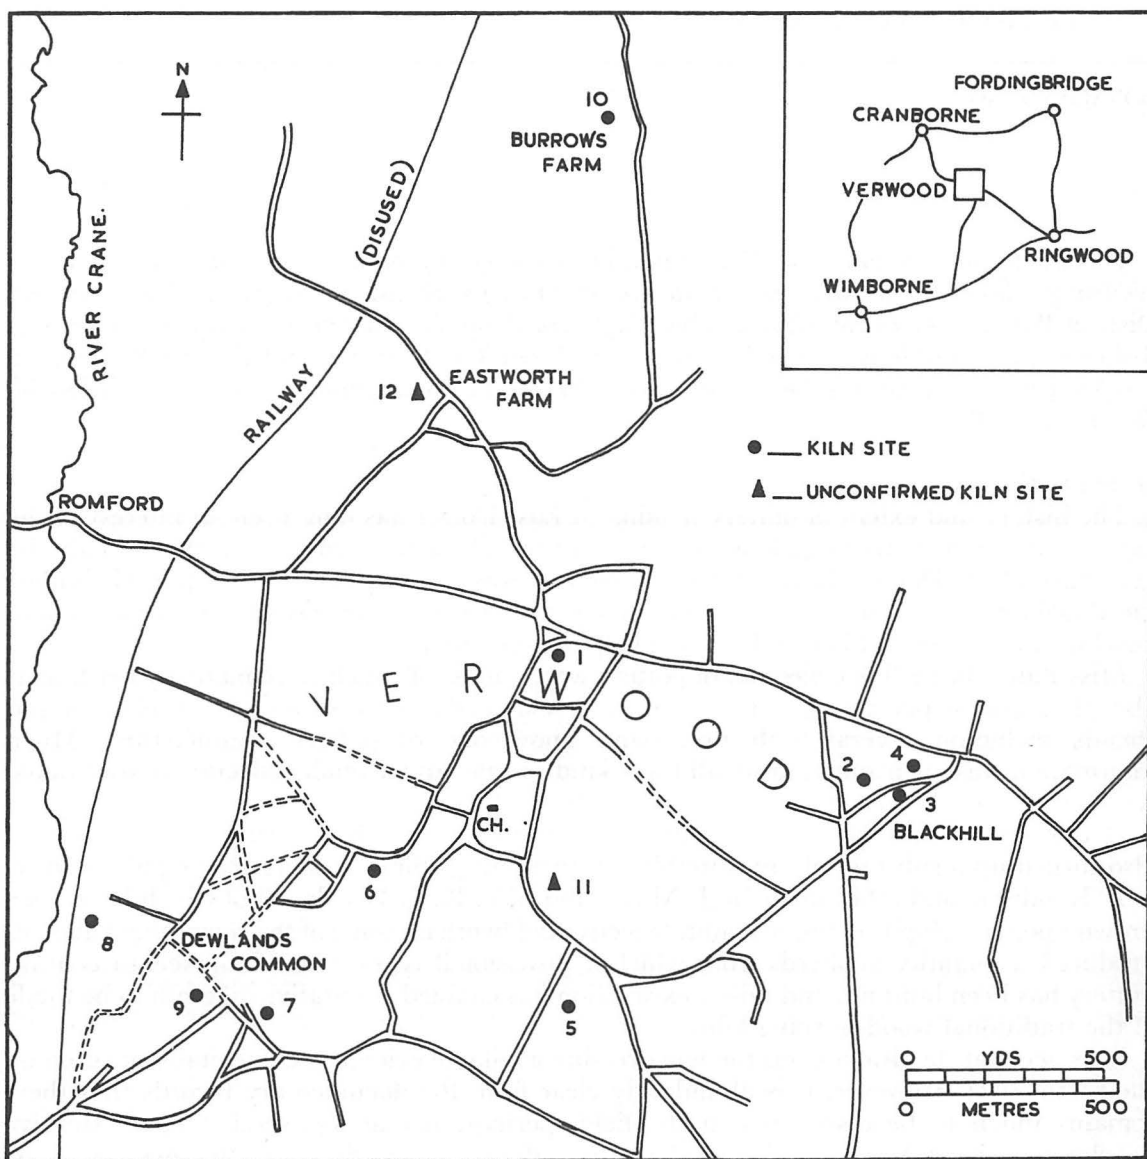 N
10
BURROW'S
FARM
(DISUSED)
RAILWAY
RIVER CRANE.
FORDINGBRIDGE
CRANBORNE
VERWOOD
RINGWOOD
WIMBORNE
12
EASTWORTH
FARM
● — KILN SITE
▲ — UNCONFIRMED KILN SITE
ROMFORD
1
VERWOOD
2
4
3
BLACKHILL
CH.
6
11
8
DEWLANDS
COMMON
9
7
5
0 YDS 500
0 METRES 500